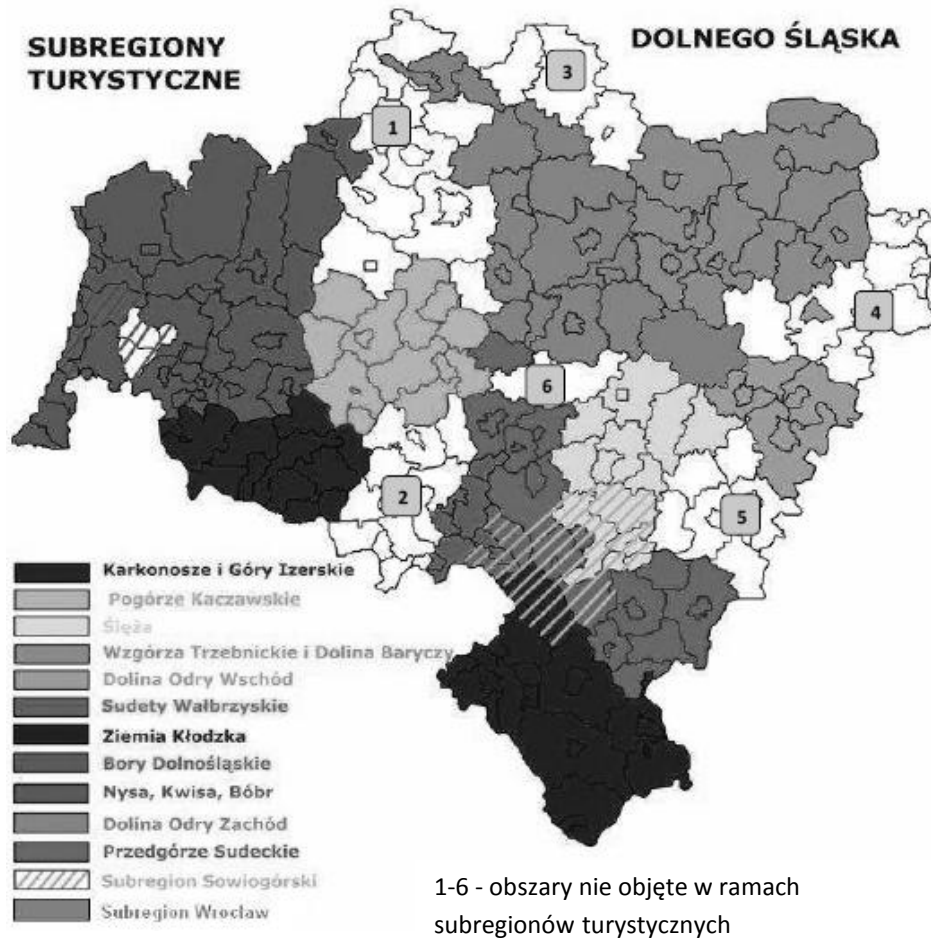 SUBREGIONY
TURYSTYCZNE
DOLNEGO ŚLĄSKA
3
1
4
6
2
5
Karkonosze i Góry Izerskie
Pogórze Kaczawskie
Ślęża
Wzgórza Trzebnickie i Dolina Baryczy
Dolina Odry Wschód
Sudety Wałbrzyskie
Ziemia Kłodzka
Bory Dolnośląskie
Nysa, Kwisa, Bóbr
Dolina Odry Zachód
Przedgórze Sudeckie
Subregion Sowiogórski
Subregion Wrocław
1-6 - obszary nie objęte w ramach
subregionów turystycznych